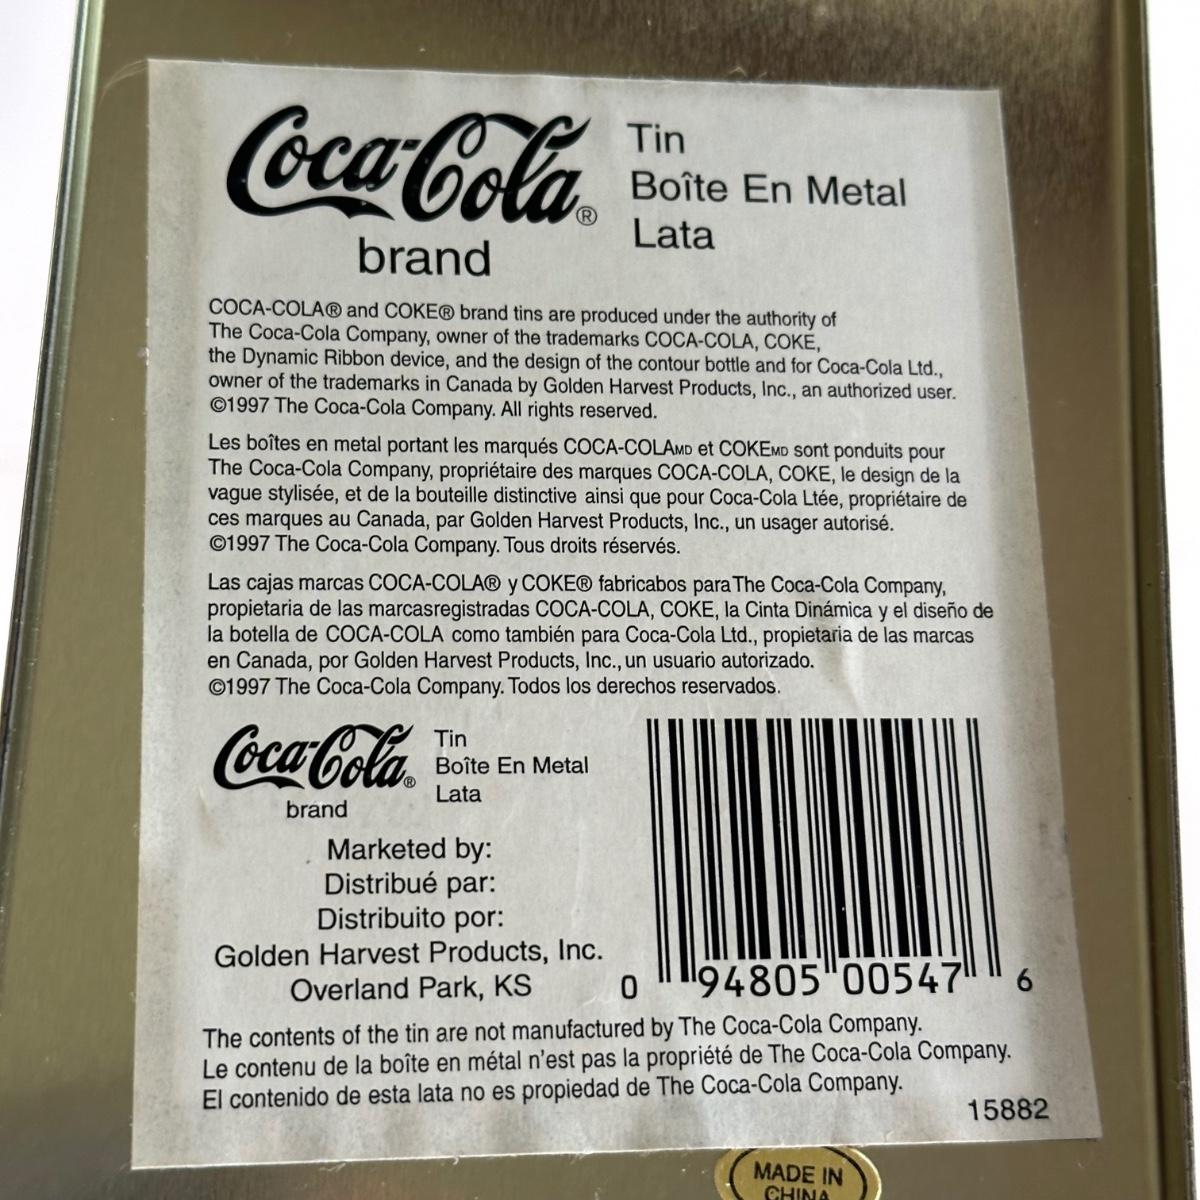 Coca-Cola®
brand
Tin
Boîte En Metal
Lata
COCA-COLA® and COKE® brand tins are produced under the authority of
The Coca-Cola Company, owner of the trademarks COCA-COLA, COKE,
the Dynamic Ribbon device, and the design of the contour bottle and for Coca-Cola Ltd.,
owner of the trademarks in Canada by Golden Harvest Products, Inc., an authorized user.
©1997 The Coca-Cola Company. All rights reserved.
Les boîtes en metal portant les marqués COCA-COLAMD et COKEMD sont ponduits pour
The Coca-Cola Company, propriétaire des marques COCA-COLA, COKE, le design de la
vague stylisée, et de la bouteille distinctive ainsi que pour Coca-Cola Ltée, propriétaire de
ces marques au Canada, par Golden Harvest Products, Inc., un usager autorisé.
©1997 The Coca-Cola Company. Tous droits réservés.
Las cajas marcas COCA-COLA® y COKE® fabricabos para The Coca-Cola Company,
propietaria de las marcasregistradas COCA-COLA, COKE, la Cinta Dinámica y el diseño de
la botella de COCA-COLA como también para Coca-Cola Ltd., propietaria de las marcas
en Canada, por Golden Harvest Products, Inc., un usuario autorizado.
©1997 The Coca-Cola Company. Todos los derechos reservados.
Coca-Cola®
brand
Tin
Boîte En Metal
Lata
Marketed by:
Distribué par:
Distribuito por:
Golden Harvest Products, Inc.
Overland Park, KS
0 94805 00547 6
The contents of the tin are not manufactured by The Coca-Cola Company.
Le contenu de la boîte en métal n'est pas la propriété de The Coca-Cola Company.
El contenido de esta lata no es propiedad de The Coca-Cola Company.
15882
MADE IN
CHINA